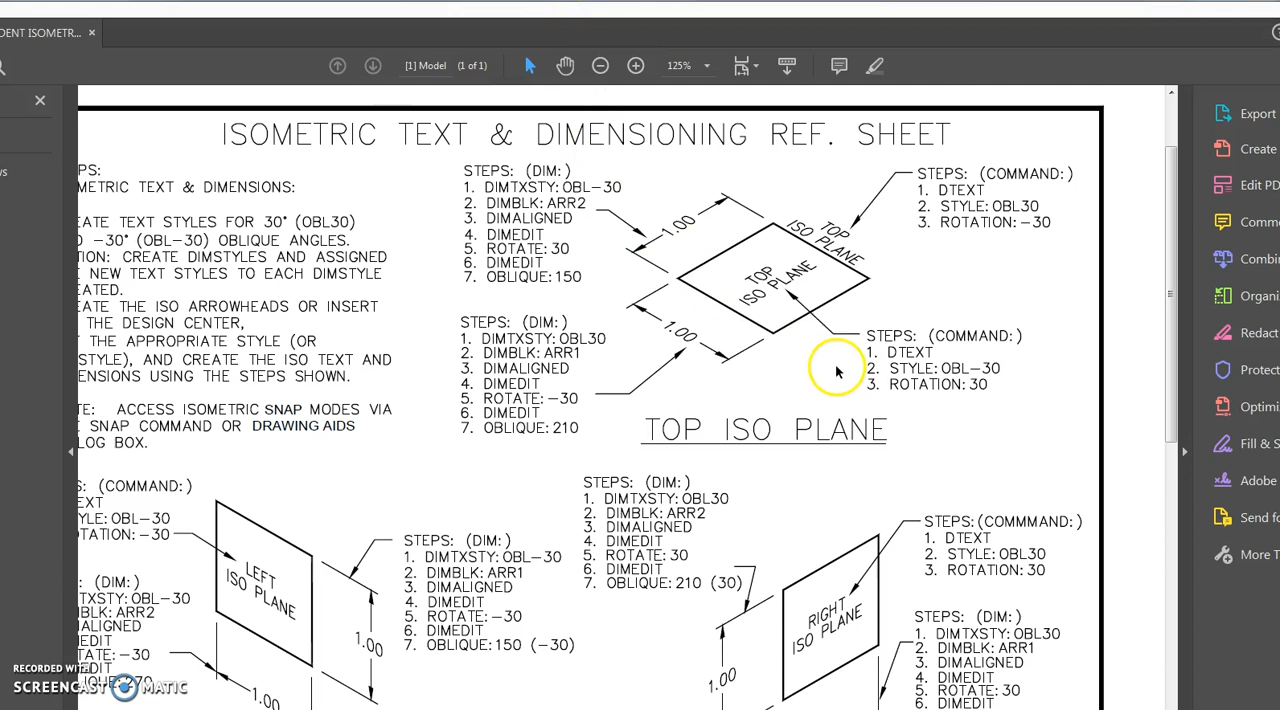 DENT ISOMETR...
[1] Model
(1 of 1)
125%
ISOMETRIC TEXT & DIMENSIONING REF. SHEET
PS:
METRIC TEXT & DIMENSIONS:
EATE TEXT STYLES FOR 30° (OBL30)
D -30° (OBL-30) OBLIQUE ANGLES.
TION: CREATE DIMSTYLES AND ASSIGNED
E NEW TEXT STYLES TO EACH DIMSTYLE
EATED.
EATE THE ISO ARROWHEADS OR INSERT
THE DESIGN CENTER,
THE APPROPRIATE STYLE (OR
STYLE), AND CREATE THE ISO TEXT AND
ENSIONS USING THE STEPS SHOWN.
TE: ACCESS ISOMETRIC SNAP MODES VIA
E SNAP COMMAND OR DRAWING AIDS
LOG BOX.
STEPS: (DIM:)
1. DIMTXSTY: OBL-30
2. DIMBLK: ARR2
3. DIMALIGNED
4. DIMEDIT
5. ROTATE: 30
6. DIMEDIT
7. OBLIQUE: 150
STEPS: (DIM:)
1. DIMTXSTY: OBL30
2. DIMBLK: ARR1
3. DIMALIGNED
4. DIMEDIT
5. ROTATE: -30
6. DIMEDIT
7. OBLIQUE: 210
1.00
1.00
TOP
ISO PLANE
TOP
ISO PLANE
STEPS: (COMMAND:)
1. DTEXT
2. STYLE: OBL30
3. ROTATION: -30
STEPS: (COMMAND:)
1. DTEXT
2. STYLE: OBL-30
3. ROTATION: 30
TOP ISO PLANE
S: (COMMAND:)
EXT
YLE: OBL-30
TATION: -30
LEFT
ISO PLANE
: (DIM:)
TXSTY: OBL-30
MBLK: ARR2
MALIGNED
MEDIT
TATE: -30
MEDIT
1.00
STEPS: (DIM:)
1. DIMTXSTY: OBL-30
2. DIMBLK: ARR1
3. DIMALIGNED
4. DIMEDIT
5. ROTATE: -30
6. DIMEDIT
7. OBLIQUE: 150 (-30)
1.00
STEPS: (DIM:)
1. DIMTXSTY: OBL30
2. DIMBLK: ARR2
3. DIMALIGNED
4. DIMEDIT
5. ROTATE: 30
6. DIMEDIT
7. OBLIQUE: 210 (30)
1.00
RIGHT
ISO PLANE
STEPS: (COMMMAND:)
1. DTEXT
2. STYLE: OBL30
3. ROTATION: 30
STEPS: (DIM:)
1. DIMTXSTY: OBL30
2. DIMBLK: ARR1
3. DIMALIGNED
4. DIMEDIT
5. ROTATE: 30
6. DIMEDIT
Export
Create
Edit PD
Comme
Combin
Organiz
Redact
Protect
Optimiz
Fill & S
Adobe
Send fo
More T
RECORDED WITH
SCREENCAST MATIC